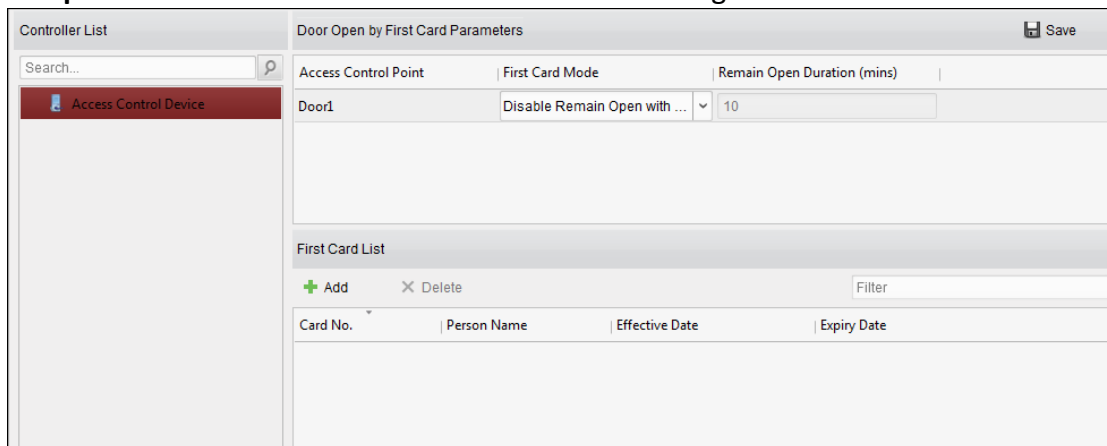 Controller List
Door Open by First Card Parameters
Save
Search...
Access Control Point
First Card Mode
Remain Open Duration (mins)
Access Control Device
Door1
Disable Remain Open with ...
10
First Card List
Add
Delete
Filter
Card No.
Person Name
Effective Date
Expiry Date